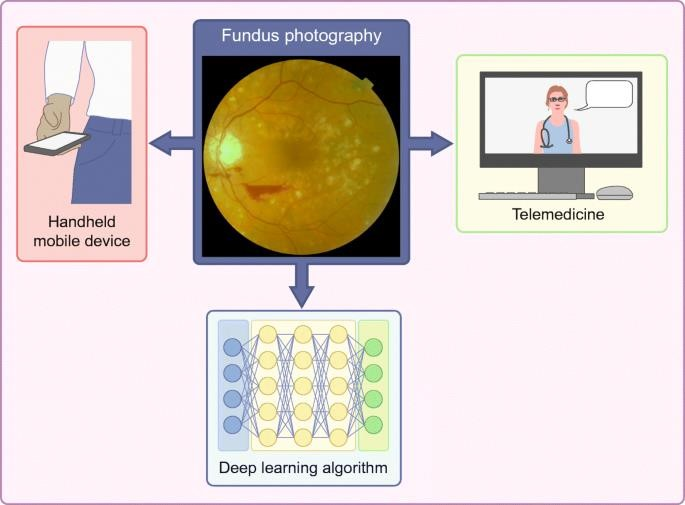 Fundus photography
Handheld
mobile device
Telemedicine
Deep learning algorithm